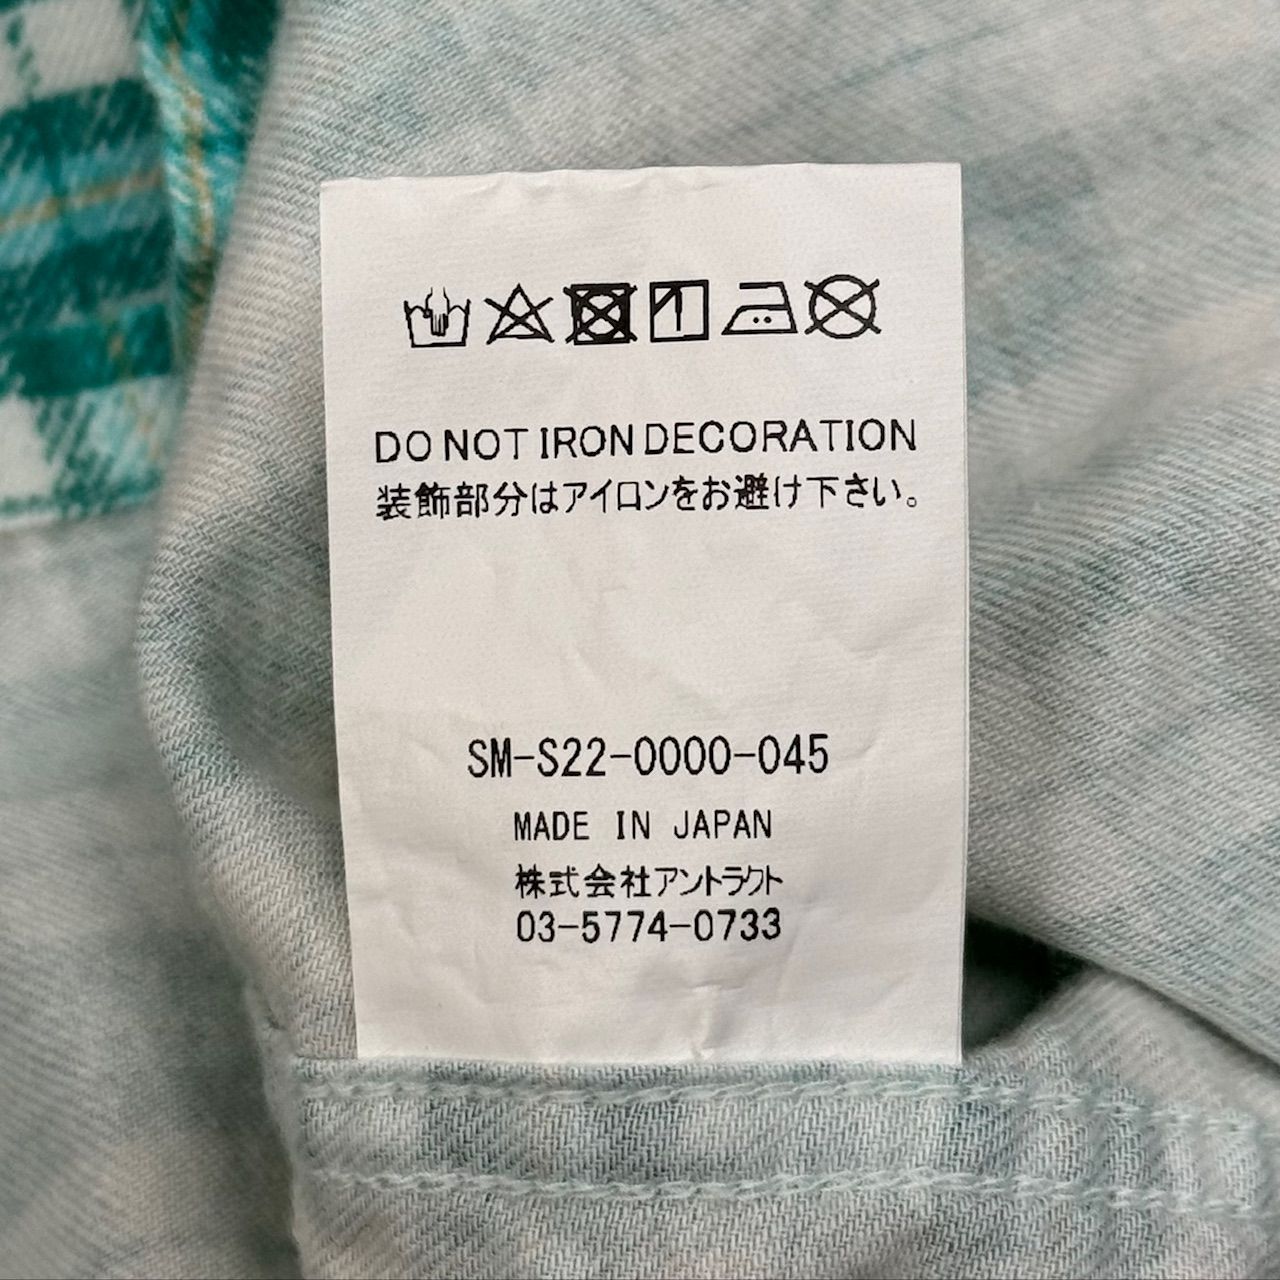 DO NOT IRON DECORATION
装飾部分はアイロンをお避け下さい。
SM-S22-0000-045
MADE IN JAPAN
株式会社アントラクト
03-5774-0733